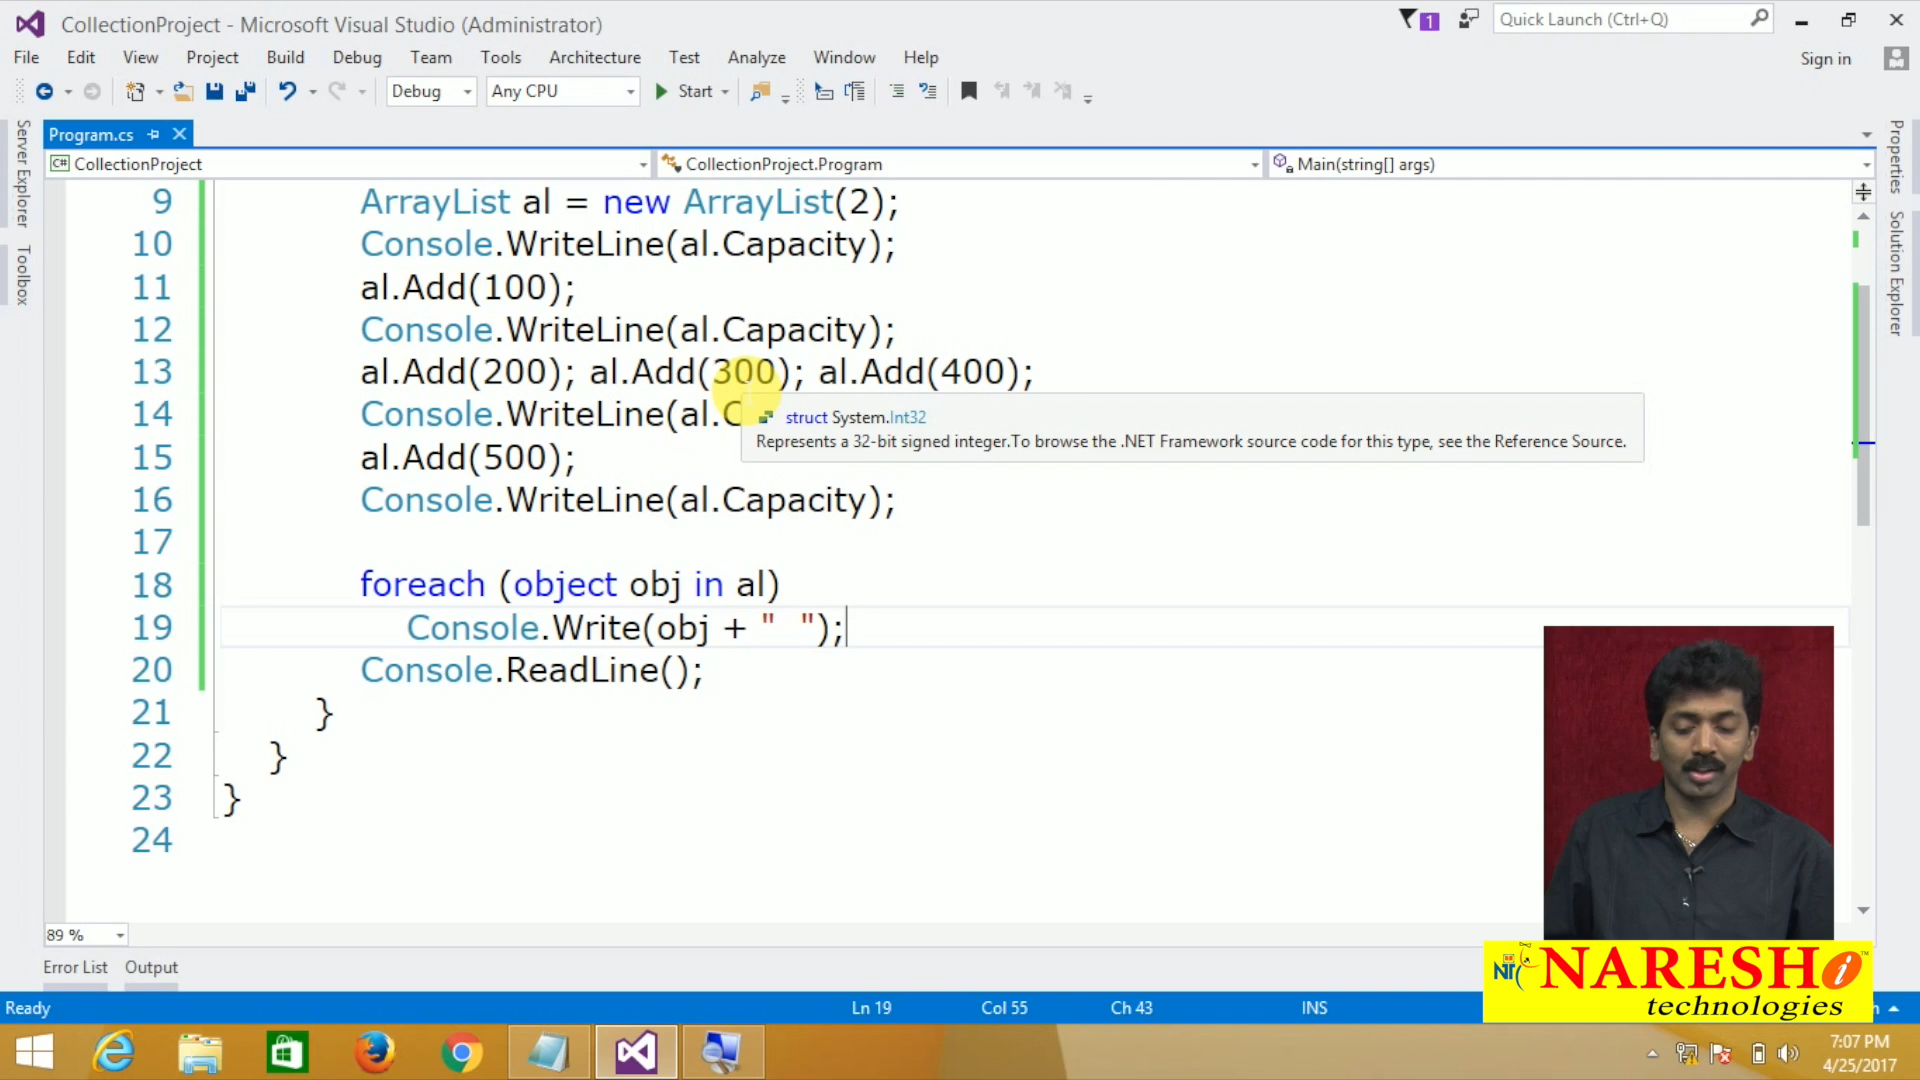 CollectionProject - Microsoft Visual Studio (Administrator)
1
Quick Launch (Ctrl+Q)
File Edit View Project Build Debug Team Tools Architecture Test Analyze Window Help
Sign in
Debug Any CPU Start
Server Explorer
Toolbox
Properties
Solution Explorer
Program.cs
C# CollectionProject CollectionProject.Program Main(string[] args)
9 ArrayList al = new ArrayList(2);
10 Console.WriteLine(al.Capacity);
11 al.Add(100);
12 Console.WriteLine(al.Capacity);
13 al.Add(200); al.Add(300); al.Add(400);
14 Console.WriteLine(al.C
struct System.Int32
Represents a 32-bit signed integer.To browse the .NET Framework source code for this type, see the Reference Source.
15 al.Add(500);
16 Console.WriteLine(al.Capacity);
17
18 foreach (object obj in al)
19 Console.Write(obj + "  ");
20 Console.ReadLine();
21 }
22 }
23 }
24
89 %
Error List Output
Ready Ln 19 Col 55 Ch 43 INS
NARESH i
technologies
7:07 PM
4/25/2017